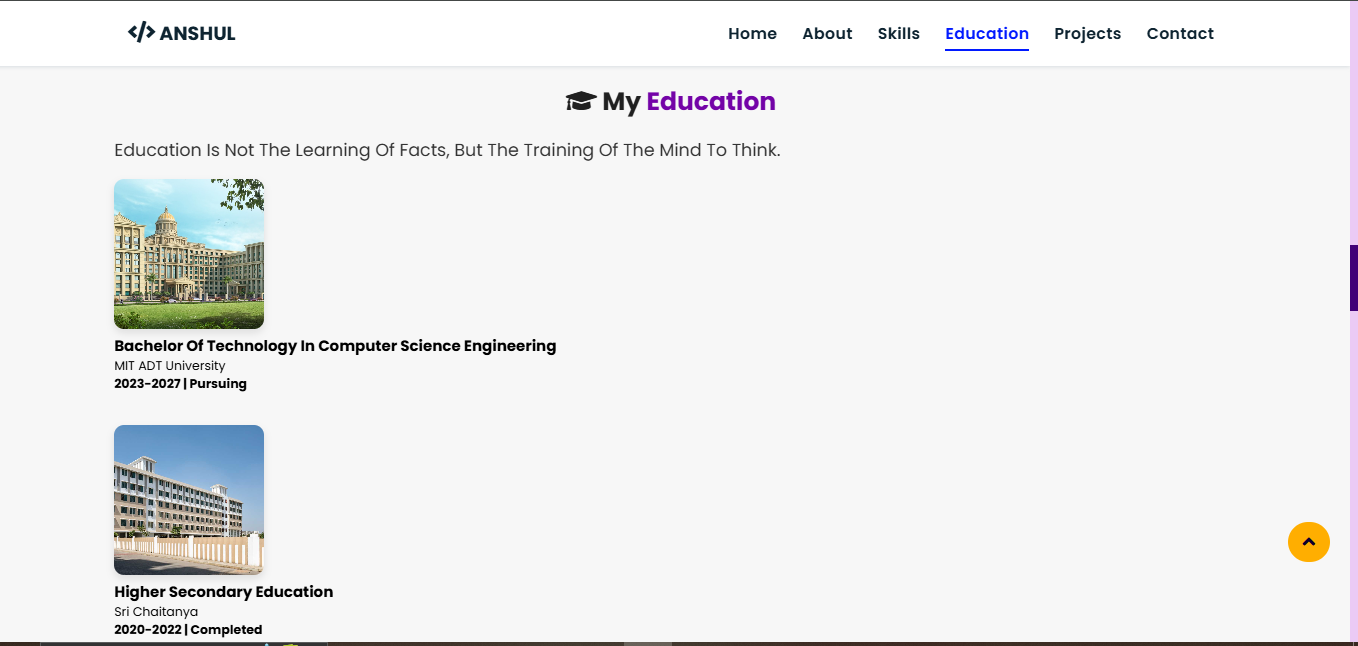 </> ANSHUL
Home About Skills Education Projects Contact
My Education
Education Is Not The Learning Of Facts, But The Training Of The Mind To Think.
Bachelor Of Technology In Computer Science Engineering
MIT ADT University
2023-2027 | Pursuing
Higher Secondary Education
Sri Chaitanya
2020-2022 | Completed